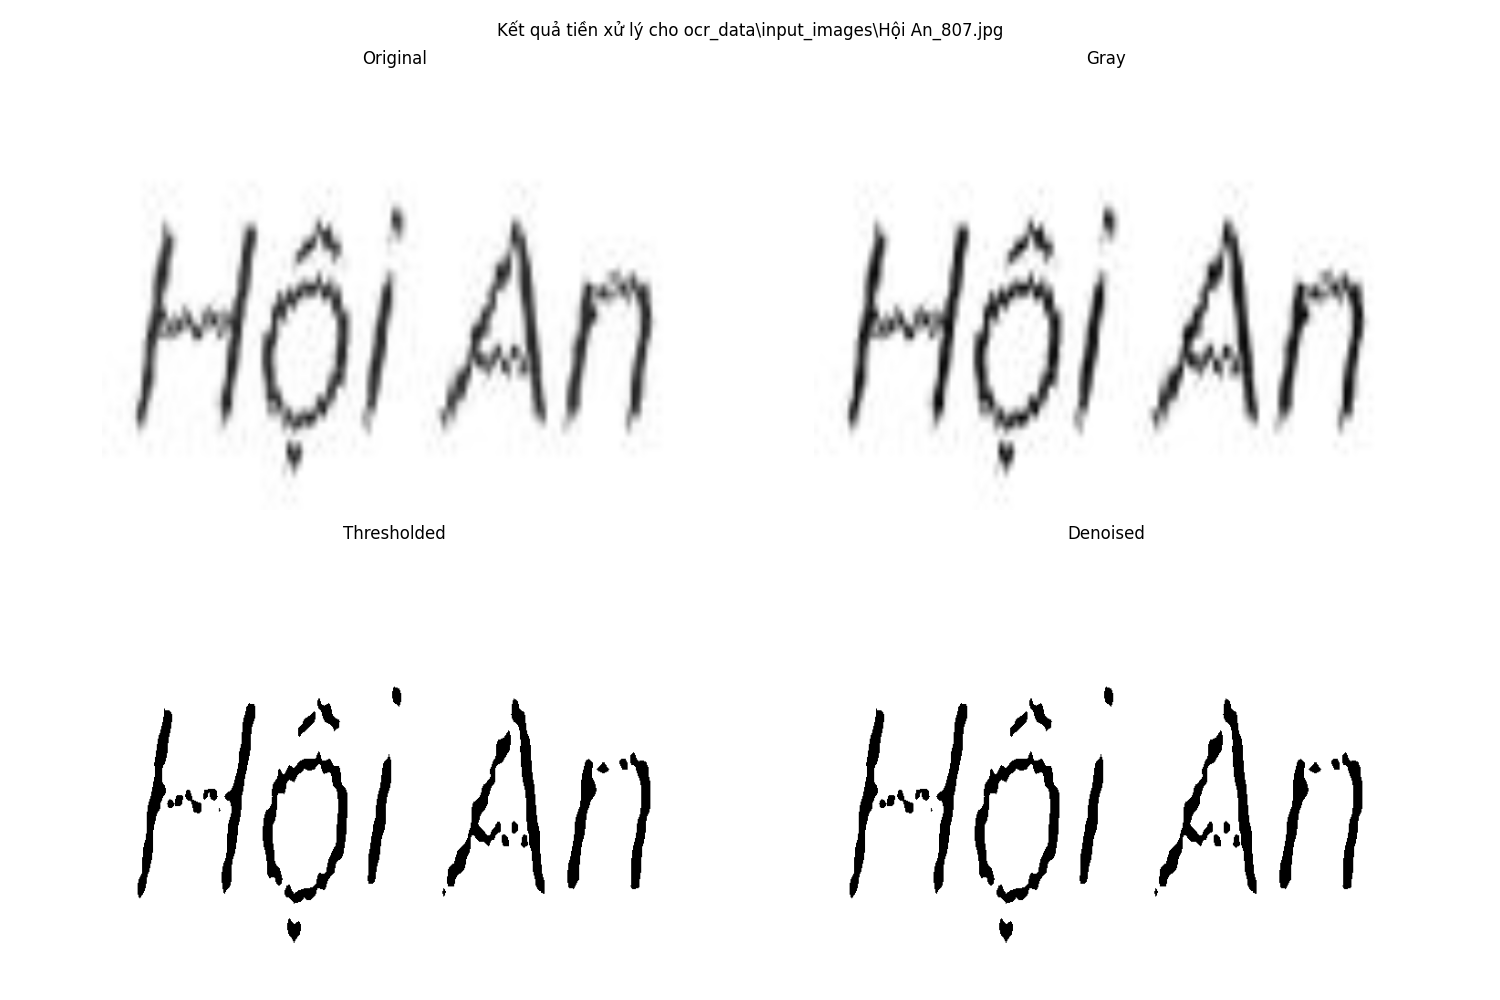 Kết quả tiền xử lý cho ocr_data\input_images\Hội An_807.jpg
Original
Gray
Hội An
Hội An
Thresholded
Denoised
Hội An
Hội An